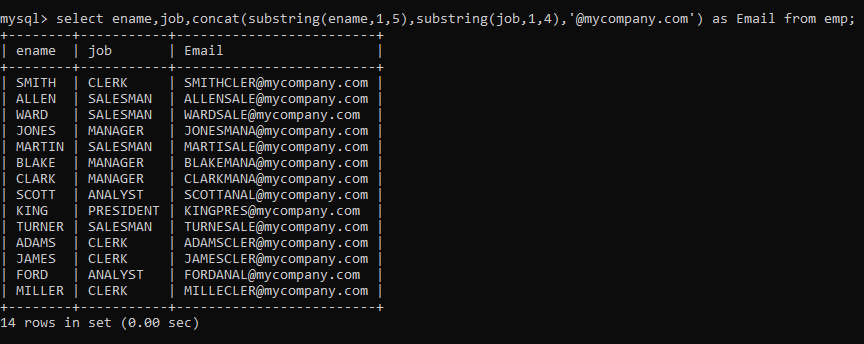 mysql> select ename,job,concat(substring(ename,1,5),substring(job,1,4),'@mycompany.com') as Email from emp;
+--------+-----------+-------------------------+
| ename  | job       | Email                   |
+--------+-----------+-------------------------+
| SMITH  | CLERK     | SMITHCLER@mycompany.com |
| ALLEN  | SALESMAN  | ALLENSALE@mycompany.com |
| WARD   | SALESMAN  | WARDSALE@mycompany.com  |
| JONES  | MANAGER   | JONESMANA@mycompany.com |
| MARTIN | SALESMAN  | MARTISALE@mycompany.com |
| BLAKE  | MANAGER   | BLAKEMANA@mycompany.com |
| CLARK  | MANAGER   | CLARKMANA@mycompany.com |
| SCOTT  | ANALYST   | SCOTTANAL@mycompany.com |
| KING   | PRESIDENT | KINGPRES@mycompany.com  |
| TURNER | SALESMAN  | TURNESALE@mycompany.com |
| ADAMS  | CLERK     | ADAMSCLER@mycompany.com |
| JAMES  | CLERK     | JAMESCLER@mycompany.com |
| FORD   | ANALYST   | FORDANAL@mycompany.com  |
| MILLER | CLERK     | MILLECLER@mycompany.com |
+--------+-----------+-------------------------+
14 rows in set (0.00 sec)